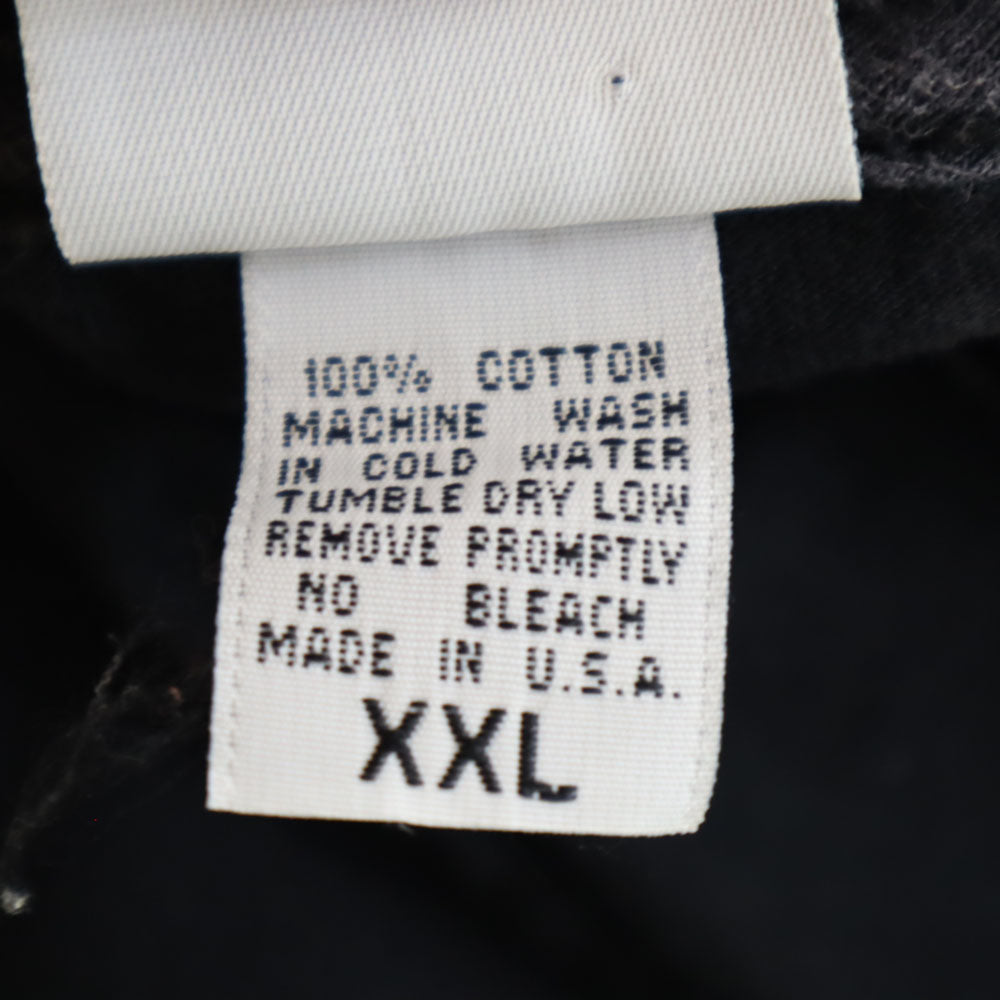 100% COTTON
MACHINE WASH
IN COLD WATER
TUMBLE DRY LOW
REMOVE PROMPTLY
NO BLEACH
MADE IN U.S.A.
XXL